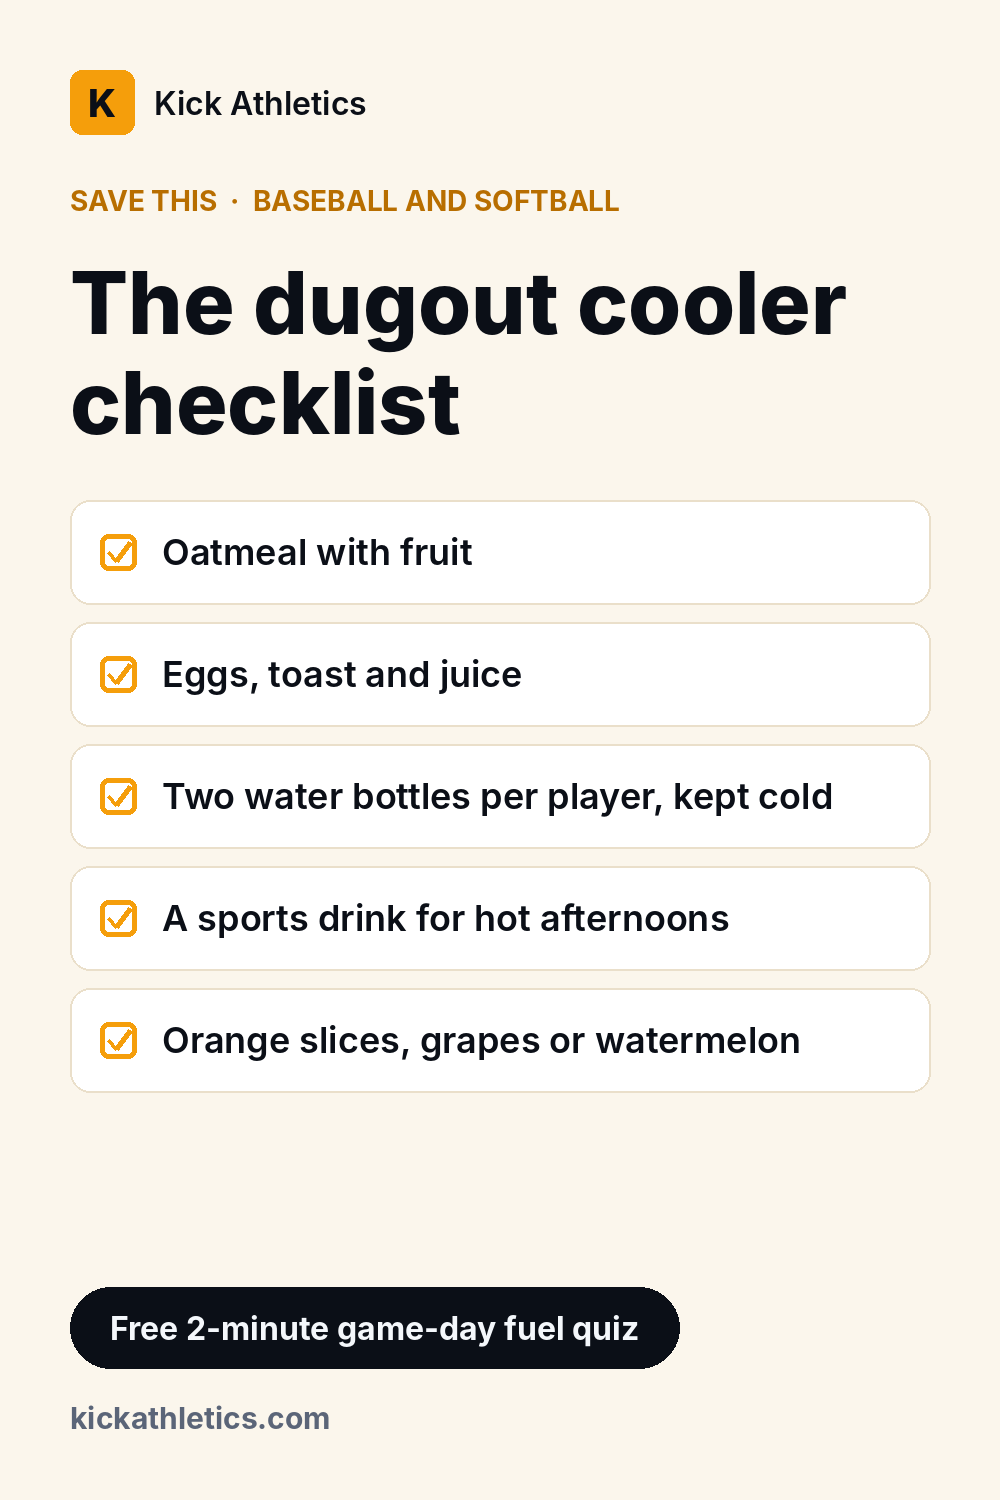 K
Kick Athletics
SAVE THIS · BASEBALL AND SOFTBALL
The dugout cooler
checklist
Oatmeal with fruit
Eggs, toast and juice
Two water bottles per player, kept cold
A sports drink for hot afternoons
Orange slices, grapes or watermelon
Free 2-minute game-day fuel quiz
kickathletics.com